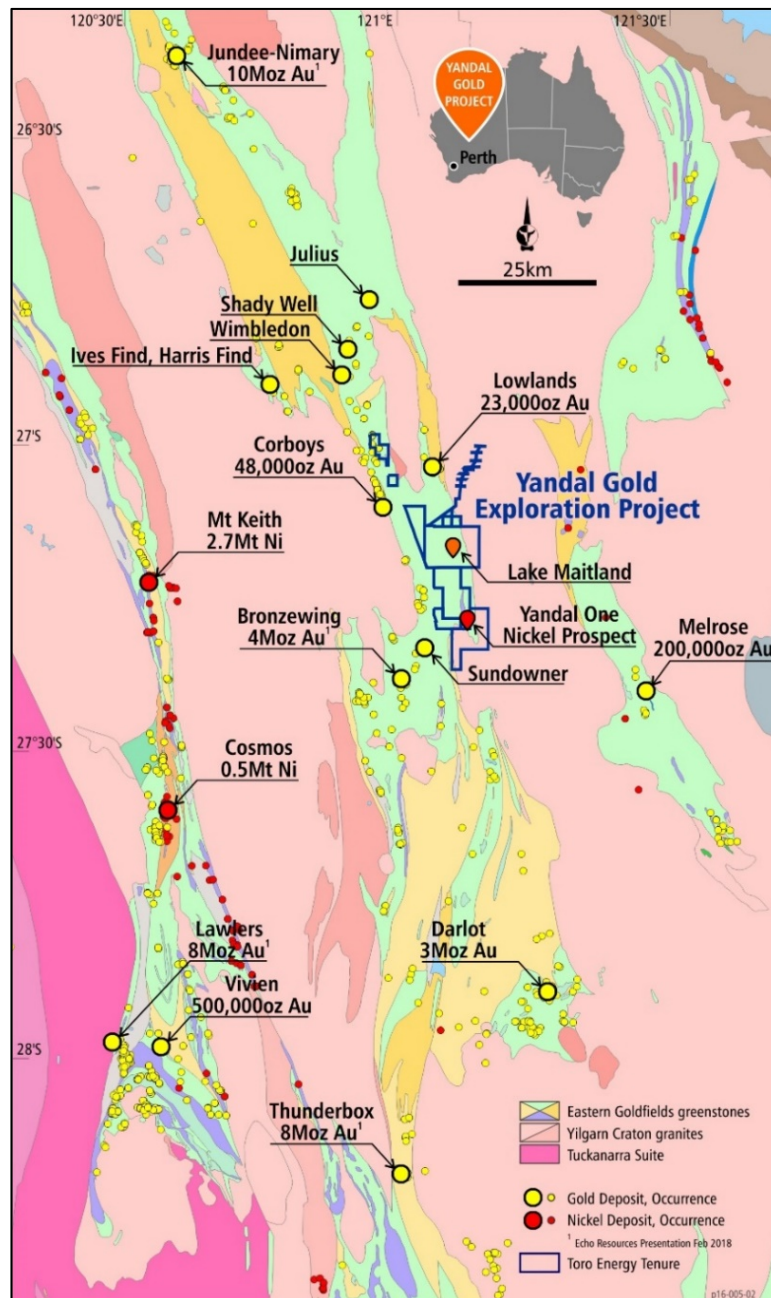 120°30'E
121°E
121°30'E
Jundee-Nimary
10Moz Au¹
YANDAL
GOLD
PROJECT
26°30'S
Perth
25km
Julius
Shady Well
Wimbledon
Ives Find, Harris Find
Lowlands
23,000oz Au
27°S
Corboys
48,000oz Au
Yandal Gold
Exploration Project
Mt Keith
2.7Mt Ni
Lake Maitland
Yandal One
Nickel Prospect
Bronzewing
4Moz Au¹
Melrose
200,000oz Au
Sundowner
27°30'S
Cosmos
0.5Mt Ni
Lawlers
8Moz Au¹
Darlot
3Moz Au
Vivien
500,000oz Au
28°S
Thunderbox
8Moz Au¹
Eastern Goldfields greenstones
Yilgarn Craton granites
Tuckanarra Suite
Gold Deposit, Occurrence
Nickel Deposit, Occurrence
¹ Echo Resources Presentation Feb 2018
Toro Energy Tenure
p16-005-02